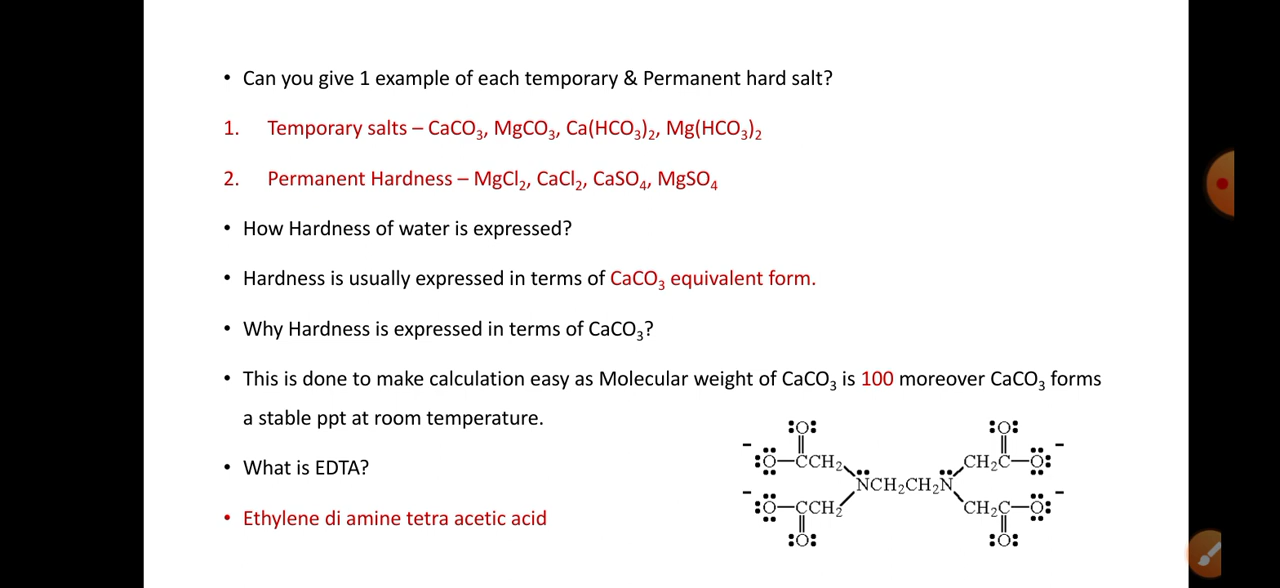 • Can you give 1 example of each temporary & Permanent hard salt?
1. Temporary salts – CaCO₃, MgCO₃, Ca(HCO₃)₂, Mg(HCO₃)₂
2. Permanent Hardness – MgCl₂, CaCl₂, CaSO₄, MgSO₄
• How Hardness of water is expressed?
• Hardness is usually expressed in terms of CaCO₃ equivalent form.
• Why Hardness is expressed in terms of CaCO₃?
• This is done to make calculation easy as Molecular weight of CaCO₃ is 100 moreover CaCO₃ forms
a stable ppt at room temperature.
:O: :O:
• What is EDTA?
⁻:O–CCH₂ CH₂C–O:⁻
NCH₂CH₂N
⁻:O–CCH₂ CH₂C–O:⁻
• Ethylene di amine tetra acetic acid
:O: :O: